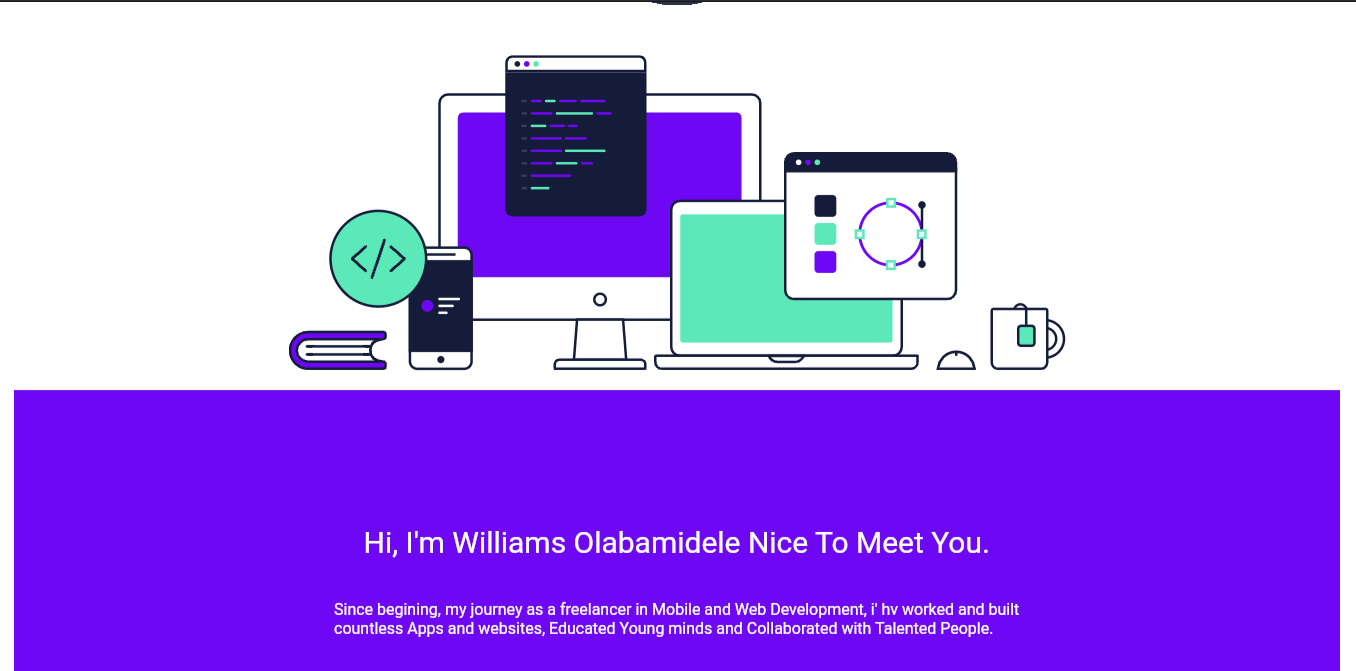 </>
Hi, I'm Williams Olabamidele Nice To Meet You.
Since begining, my journey as a freelancer in Mobile and Web Development, i' hv worked and built
countless Apps and websites, Educated Young minds and Collaborated with Talented People.